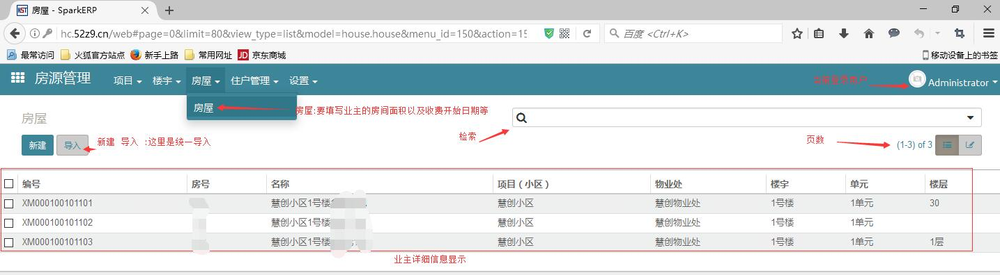 房屋 - SparkERP
hc.52z9.cn/web#page=0&limit=80&view_type=list&model=house.house&menu_id=150&action=15
百度 <Ctrl+K>
最常访问 火狐官方站点 新手上路 常用网址 JD 京东商城 移动设备上的书签
房源管理 项目 楼宇 房屋 住户管理 设置 当前登录用户 Administrator
房屋 房屋:要填写业主的房间面积以及收费开始日期等
房屋
检索
新建 导入 新建 导入 :这里是统一导入 页数 (1-3) of 3
编号 房号 名称 项目（小区） 物业处 楼宇 单元 楼层
XM000100101101 慧创小区1号楼 慧创小区 慧创物业处 1号楼 1单元 30
XM000100101102 慧创小区1号楼 慧创小区 慧创物业处 1号楼 1单元
XM000100101103 慧创小区1号楼 慧创小区 慧创物业处 1号楼 1单元 1层
业主详细信息显示